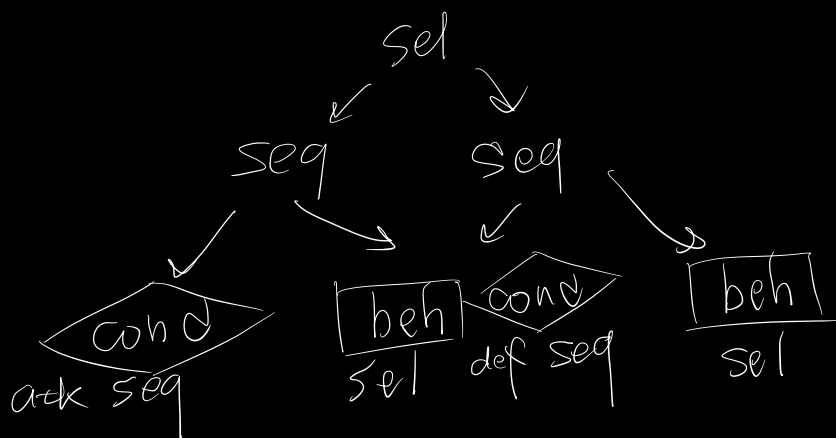 sel
seq seq
cond beh cond beh
atk seq sel def seq sel